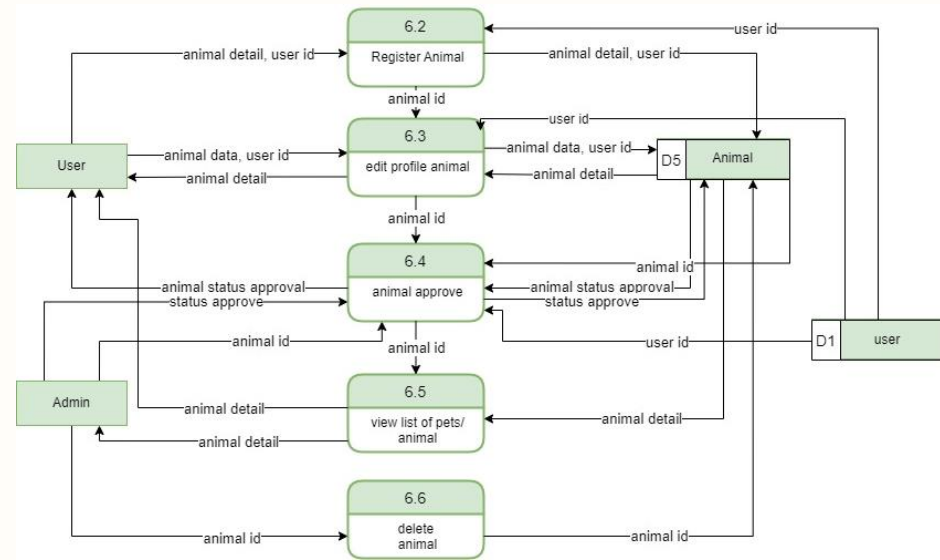 6.2
user id
animal detail, user id
Register Animal
animal detail, user id
animal id
user id
6.3
User
animal data, user id
edit profile animal
animal data, user id
D5
Animal
animal detail
animal detail
animal id
6.4
animal id
animal status approval
animal approve
animal status approval
status approve
status approve
animal id
animal id
user id
D1
user
6.5
Admin
animal detail
view list of pets/
animal
animal detail
animal detail
6.6
delete
animal
animal id
animal id